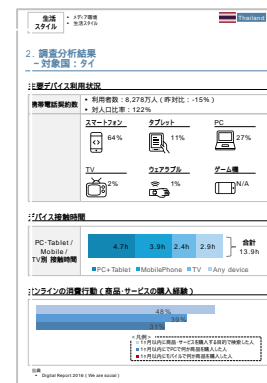 生活
スタイル
• メディア環境
• 生活スタイル
Thailand
2. 調査分析結果
– 対象国：タイ
主要デバイス利用状況
携帯電話契約数
• 利用者数：8,278万人（昨対比：-15%）
• 対人口比率：122%
スマートフォン
タブレット
PC
64%
11%
27%
TV
ウェアラブル
ゲーム機
2%
1%
N/A
デバイス接触時間
PC･Tablet /
Mobile /
TV別 接触時間
4.7h
3.9h
2.4h
2.9h
合計
13.9h
PC+Tablet
MobilePhone
TV
Any device
オンラインの消費行動（商品・サービスの購入経験）
48%
39%
33%
＜凡例＞
1ヶ月以内に商品･サービスを購入する目的で検索した人
1ヶ月以内にPCで何か商品を購入した人
1ヶ月以内にモバイルで何か商品を購入した人
出典
• Digital Report 2016 ( We are social )